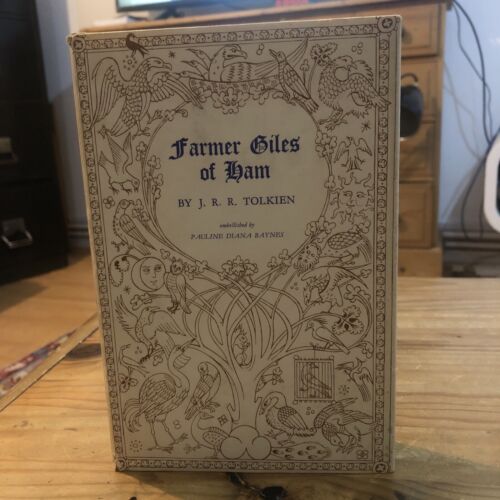 Farmer Giles
of Ham
BY J. R. R. TOLKIEN
embellished by
PAULINE DIANA BAYNES